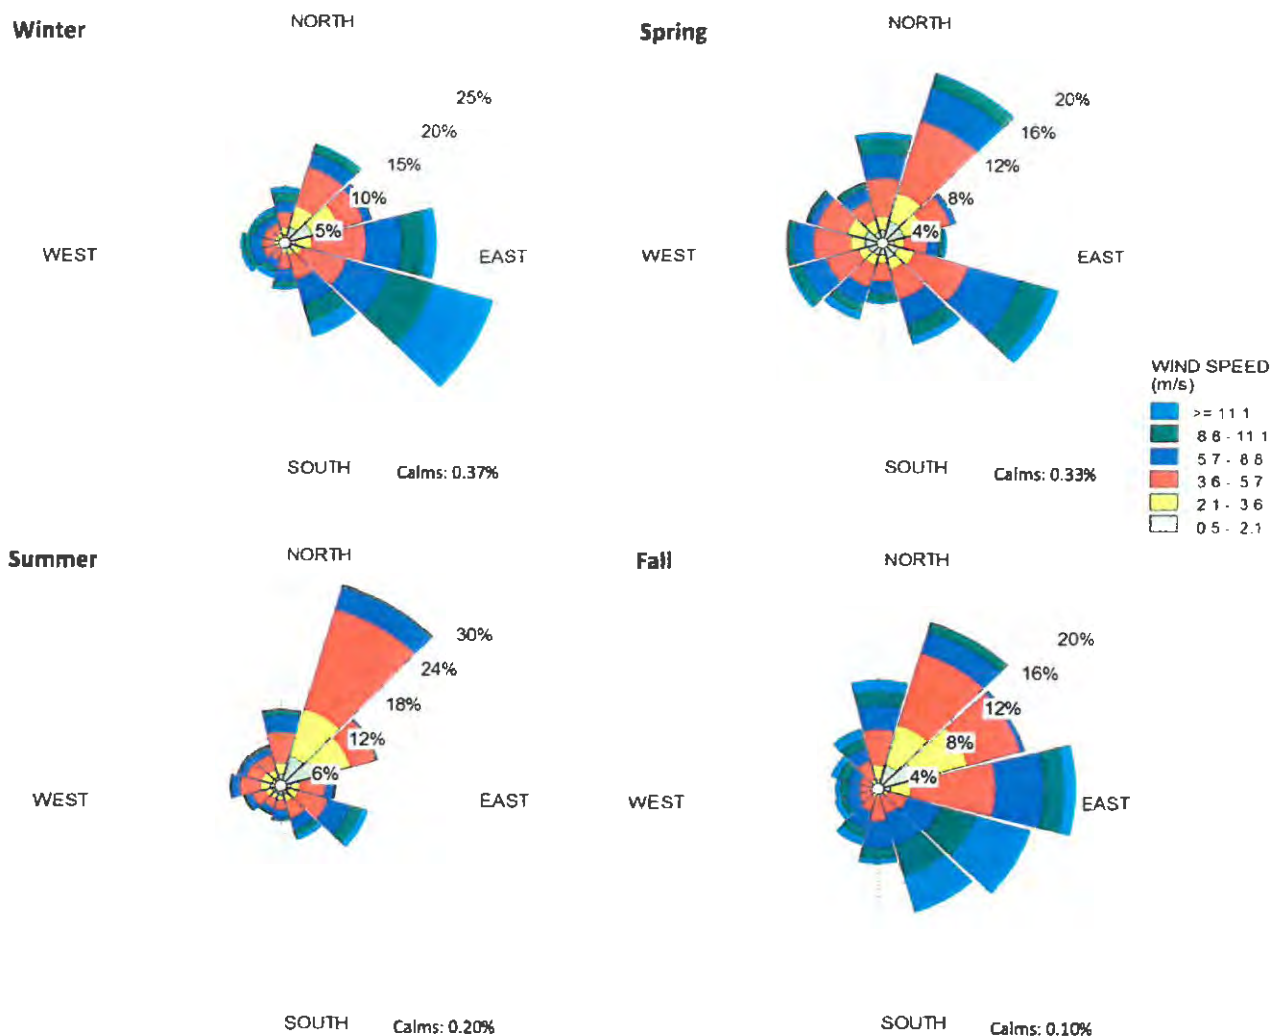 Winter
NORTH
25%
20%
15%
10%
5%
WEST
EAST
SOUTH
Calms: 0.37%
Spring
NORTH
20%
16%
12%
8%
4%
WEST
EAST
SOUTH
Calms: 0.33%
WIND SPEED
(m/s)
>= 11 1
8 8 - 11 1
5 7 - 8 8
3 6 - 5 7
2 1 - 3 6
0 5 - 2.1
Summer
NORTH
30%
24%
18%
12%
6%
WEST
EAST
SOUTH
Calms: 0.20%
Fall
NORTH
20%
16%
12%
8%
4%
WEST
EAST
SOUTH
Calms: 0.10%